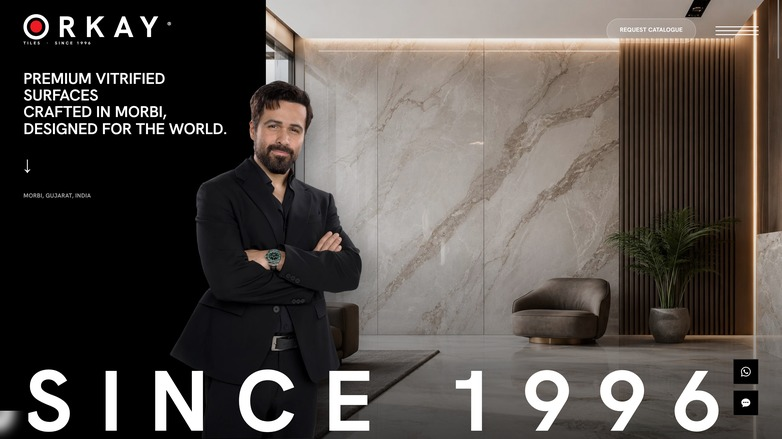 ORKAY®
TILES · SINCE 1996
REQUEST CATALOGUE
PREMIUM VITRIFIED
SURFACES
CRAFTED IN MORBI,
DESIGNED FOR THE WORLD.
↓
MORBI, GUJARAT, INDIA
SINCE 1996